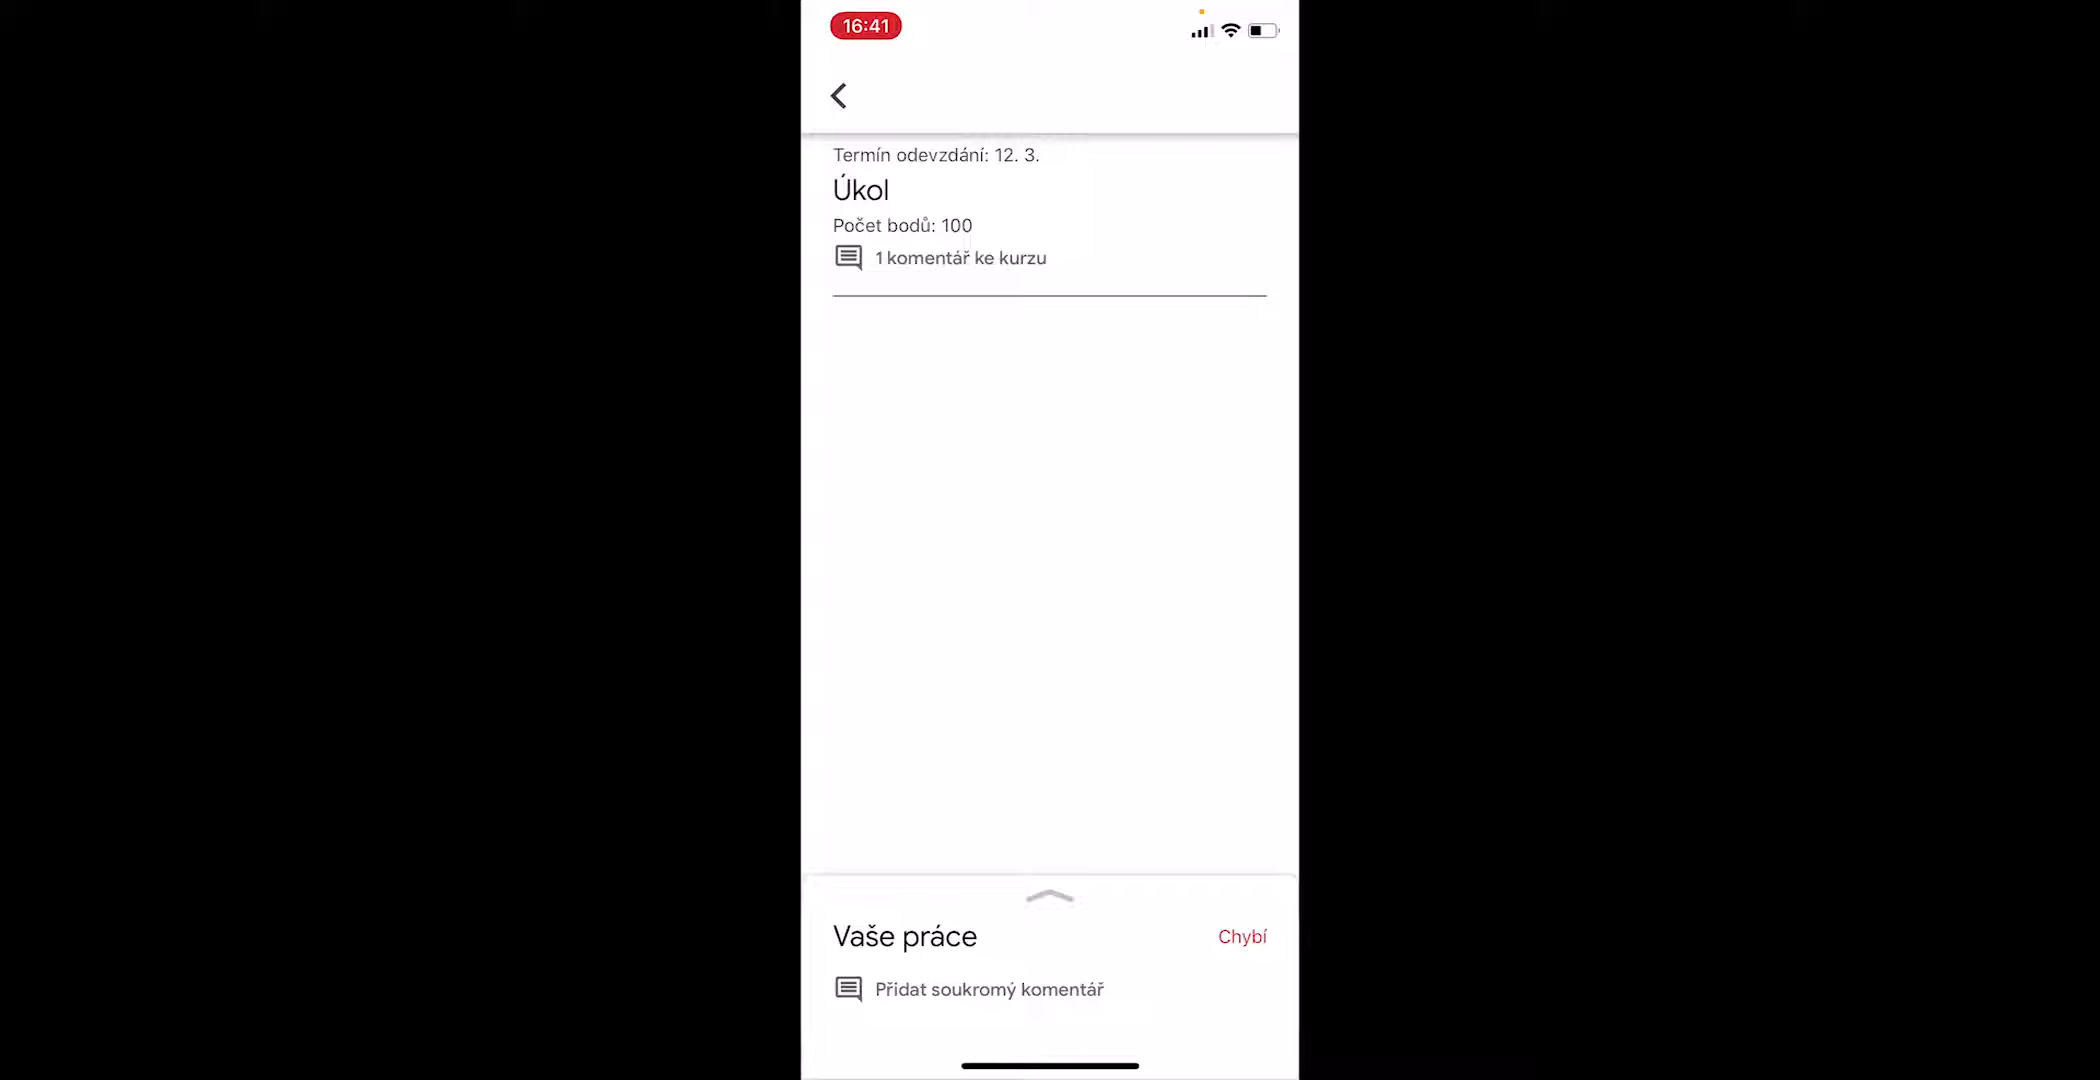 16:41
Termín odevzdání: 12. 3.
Úkol
Počet bodů: 100
1 komentář ke kurzu
Vaše práce
Chybí
Přidat soukromý komentář